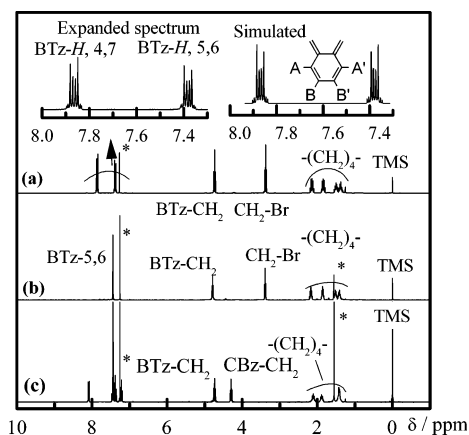 Expanded spectrum
BTz-H, 4,7
BTz-H, 5,6
Simulated
A
A'
B
B'
8.0 7.8 7.6 7.4
8.0 7.8 7.6 7.4
*
-(CH2)4-
TMS
(a)
BTz-CH2 CH2-Br
BTz-5,6
*
BTz-CH2
CH2-Br
-(CH2)4-
*
TMS
(b)
*
*
TMS
BTz-CH2
CBz-CH2
-(CH2)4-
(c)
10 8 6 4 2 0 δ / ppm